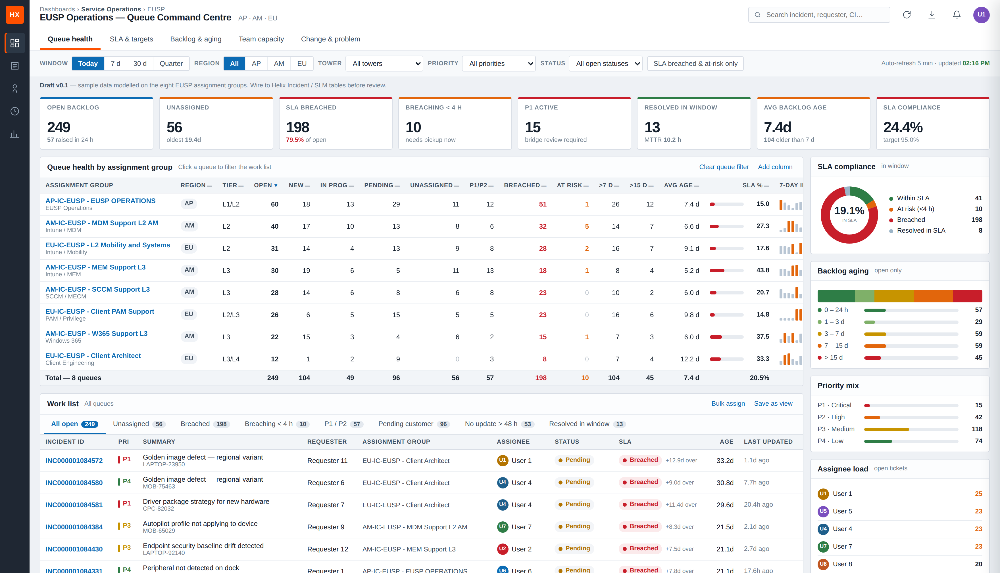 HX
Dashboards › Service Operations › EUSP
EUSP Operations — Queue Command Centre AP · AM · EU
Search incident, requester, CI…
U1
Queue health SLA & targets Backlog & aging Team capacity Change & problem
WINDOW Today 7 d 30 d Quarter REGION All AP AM EU TOWER All towers PRIORITY All priorities STATUS All open statuses SLA breached & at-risk only Auto-refresh 5 min · updated 02:16 PM
Draft v0.1 — sample data modelled on the eight EUSP assignment groups. Wire to Helix Incident / SLM tables before review.
OPEN BACKLOG UNASSIGNED SLA BREACHED BREACHING < 4 H P1 ACTIVE RESOLVED IN WINDOW AVG BACKLOG AGE SLA COMPLIANCE
249 56 198 10 15 13 7.4d 24.4%
57 raised in 24 h oldest 19.4d 79.5% of open needs pickup now bridge review required MTTR 10.2 h 104 older than 7 d target 95.0%
Queue health by assignment group Click a queue to filter the work list Clear queue filter Add column
ASSIGNMENT GROUP REGION TIER OPEN ▼ NEW IN PROG PENDING UNASSIGNED P1/P2 BREACHED AT RISK >7 D >15 D AVG AGE SLA % 7-DAY
AP-IC-EUSP - EUSP OPERATIONS AP L1/L2 60 18 13 29 11 12 51 1 26 12 7.4 d 15.0
EUSP Operations
AM-IC-EUSP - MDM Support L2 AM AM L2 40 17 10 13 8 6 32 5 14 7 6.6 d 27.3
Intune / MDM
EU-IC-EUSP - L2 Mobility and Systems EU L2 31 14 4 13 9 8 28 2 16 7 9.1 d 17.6
Intune / Mobility
AM-IC-EUSP - MEM Support L3 AM L3 30 19 6 5 11 13 18 1 8 4 5.2 d 43.8
Intune / MEM
AM-IC-EUSP - SCCM Support L3 AM L3 28 14 6 8 6 8 23 0 10 2 6.0 d 20.7
SCCM / MECM
EU-IC-EUSP - Client PAM Support EU L2/L3 26 6 5 15 5 5 23 0 16 6 9.8 d 14.8
PAM / Privilege
AM-IC-EUSP - W365 Support L3 AM L3 22 15 3 4 6 2 15 1 7 3 6.0 d 37.5
Windows 365
EU-IC-EUSP - Client Architect EU L3/L4 12 1 2 9 0 3 8 0 7 4 12.2 d 33.3
Client Engineering
Total — 8 queues 249 104 49 96 56 57 198 10 104 45 7.4 d 20.5%
SLA compliance in window
19.1%
IN SLA
Within SLA 41
At risk (<4 h) 10
Breached 198
Resolved in SLA 8
Backlog aging open only
0 – 24 h 57
1 – 3 d 29
3 – 7 d 59
7 – 15 d 59
> 15 d 45
Priority mix
P1 · Critical 15
P2 · High 42
P3 · Medium 118
P4 · Low 74
Assignee load open tickets
U1 User 1 25
U5 User 5 23
U4 User 4 23
U7 User 7 23
U8 User 8 20
Work list All queues Bulk assign Save as view
All open 249 Unassigned 56 Breached 198 Breaching < 4 h 10 P1 / P2 57 Pending customer 96 No update > 48 h 53 Resolved in window 13
INCIDENT ID PRI SUMMARY REQUESTER ASSIGNMENT GROUP ASSIGNEE STATUS SLA AGE LAST UPDATED
INC000001084572 P1 Golden image defect — regional variant Requester 11 EU-IC-EUSP - Client Architect U1 User 1 Pending Breached +12.9d over 33.2d 1.1d ago
LAPTOP-23950
INC000001084580 P4 Golden image defect — regional variant Requester 6 EU-IC-EUSP - Client Architect U4 User 4 Pending Breached +9.0d over 30.8d 7.7h ago
MOB-75463
INC000001084581 P1 Driver package strategy for new hardware Requester 7 EU-IC-EUSP - Client Architect U4 User 4 Pending Breached +11.4d over 29.6d 20.4h ago
CPC-82032
INC000001084384 P3 Autopilot profile not applying to device Requester 9 AM-IC-EUSP - MDM Support L2 AM U7 User 7 Pending Breached +8.3d over 21.5d 2.1d ago
MOB-65029
INC000001084430 P3 Endpoint security baseline drift detected Requester 12 AM-IC-EUSP - MEM Support L3 U2 User 2 Pending Breached +7.5d over 21.1d 2.7d ago
LAPTOP-92140
INC000001084331 P4 Peripheral not detected on dock Requester 1 AP-IC-EUSP - EUSP OPERATIONS U6 User 6 Pending Breached +7.8d over 21.1d 17.6h ago